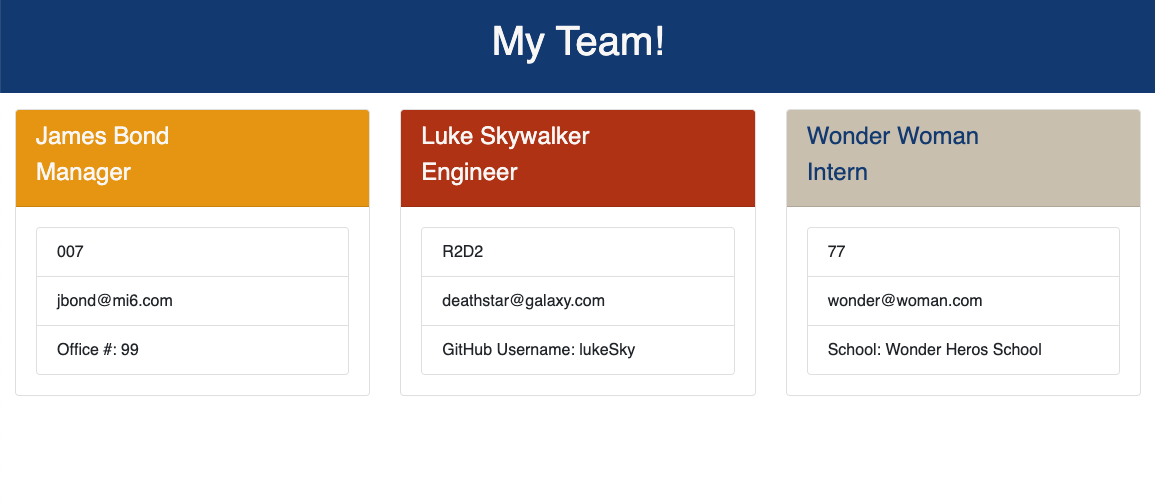 My Team!
James Bond
Manager
007
jbond@mi6.com
Office #: 99
Luke Skywalker
Engineer
R2D2
deathstar@galaxy.com
GitHub Username: lukeSky
Wonder Woman
Intern
77
wonder@woman.com
School: Wonder Heros School